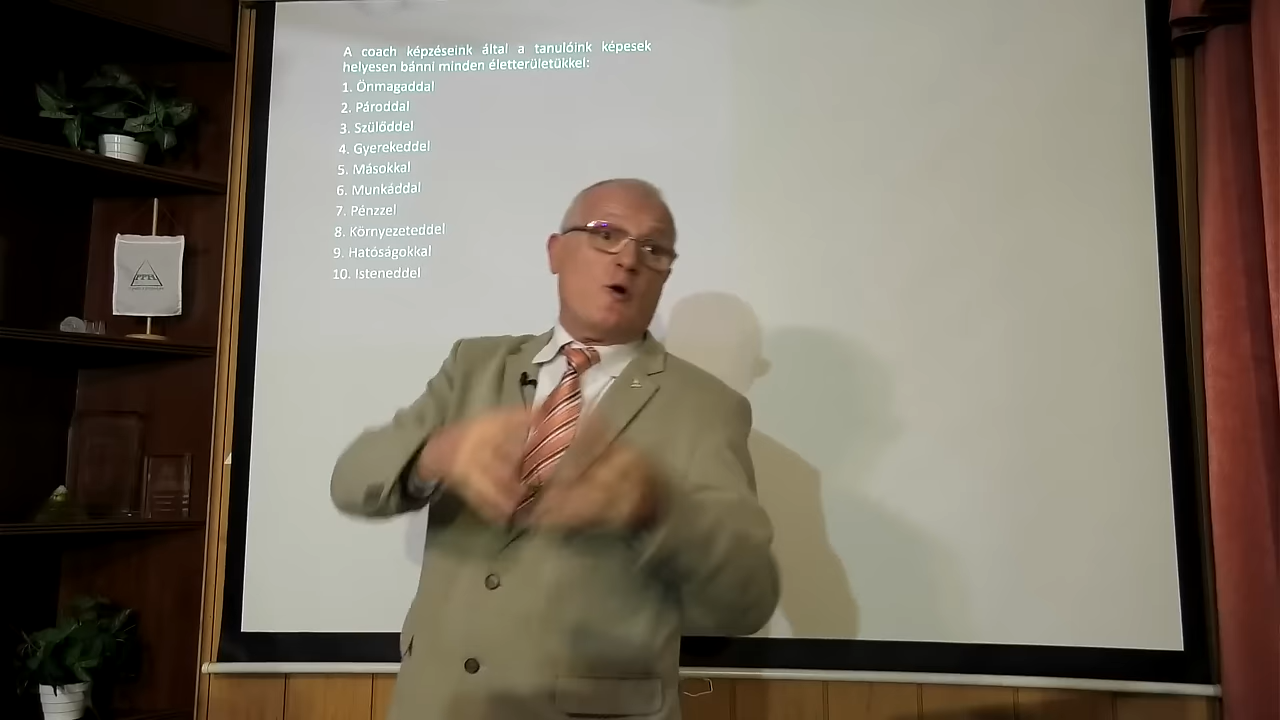 A coach képzéseink által a tanulóink képesek
helyesen bánni minden életterületükkel:
1. Önmagaddal
2. Pároddal
3. Szülőddel
4. Gyerekeddel
5. Másokkal
6. Munkáddal
7. Pénzzel
8. Környezeteddel
9. Hatóságokkal
10. Isteneddel